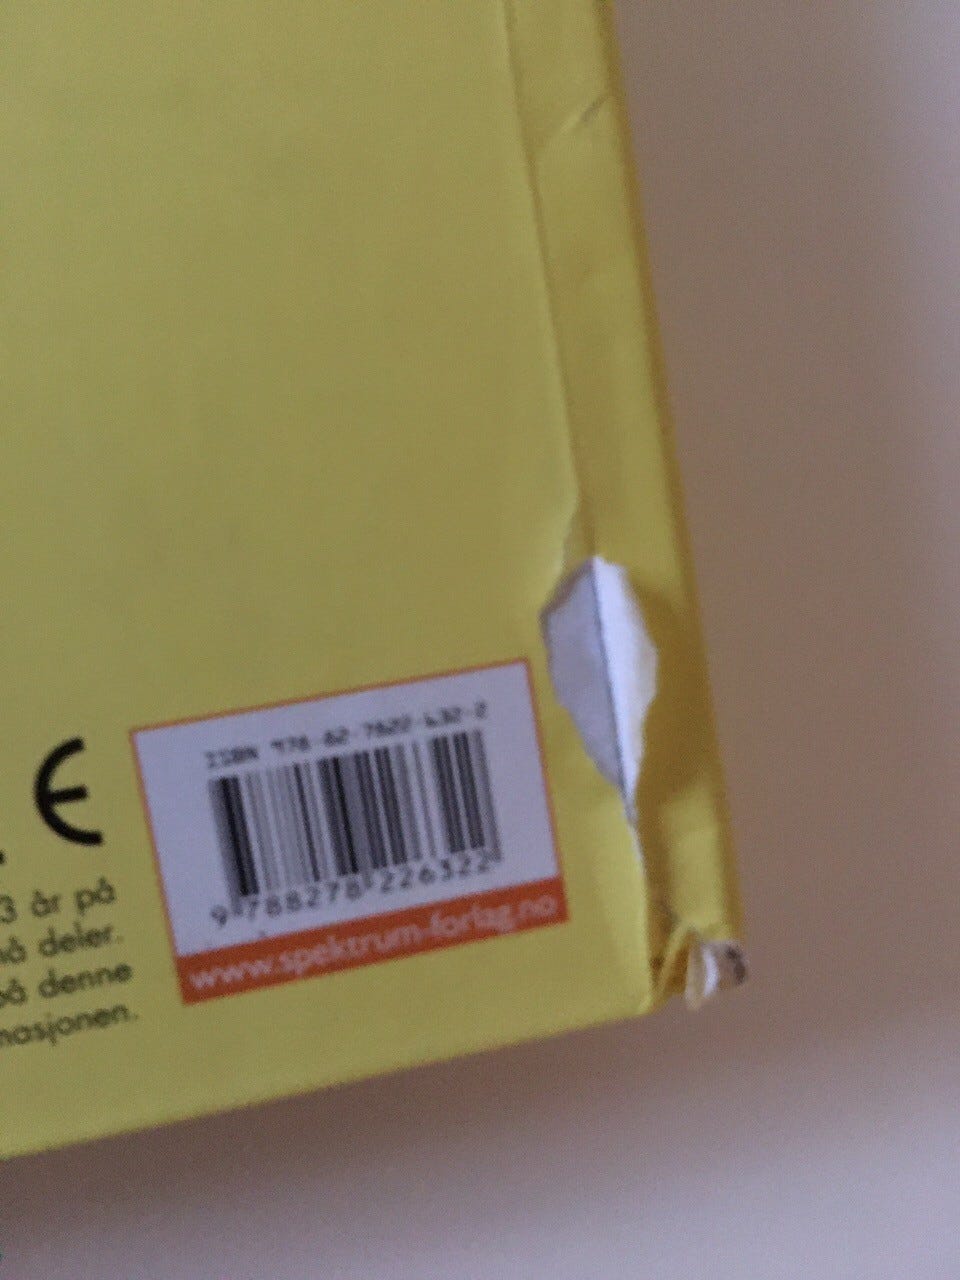 CE
3 år på
deler.
på denne
masjonen.
ISBN 978-82-7822-632-2
9 788278 226322
www.spektrum-forlag.no